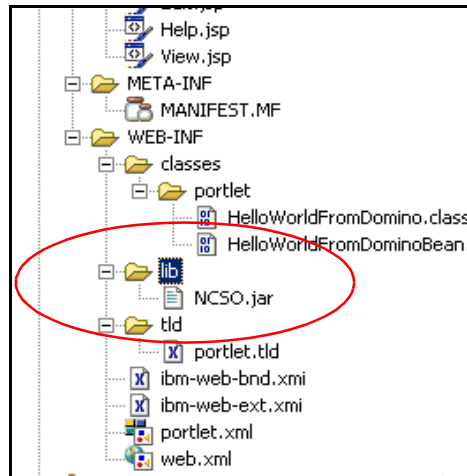 Help.jsp
View.jsp
META-INF
MANIFEST.MF
WEB-INF
classes
portlet
HelloWorldFromDomino.class
HelloWorldFromDominoBean.
lib
NCSO.jar
tld
portlet.tld
ibm-web-bnd.xmi
ibm-web-ext.xmi
portlet.xml
web.xml